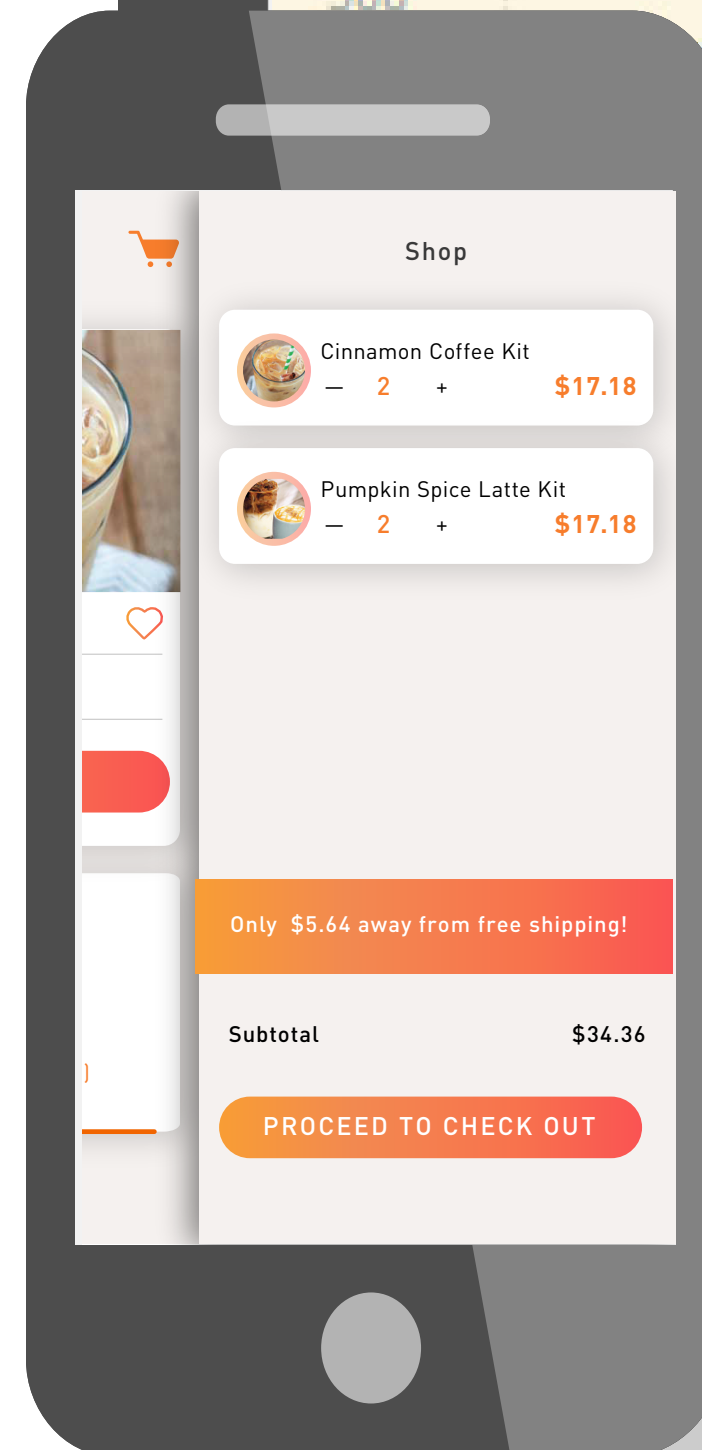 Shop
Cinnamon Coffee Kit
— 2 + $17.18
Pumpkin Spice Latte Kit
— 2 + $17.18
Only $5.64 away from free shipping!
Subtotal $34.36
PROCEED TO CHECK OUT